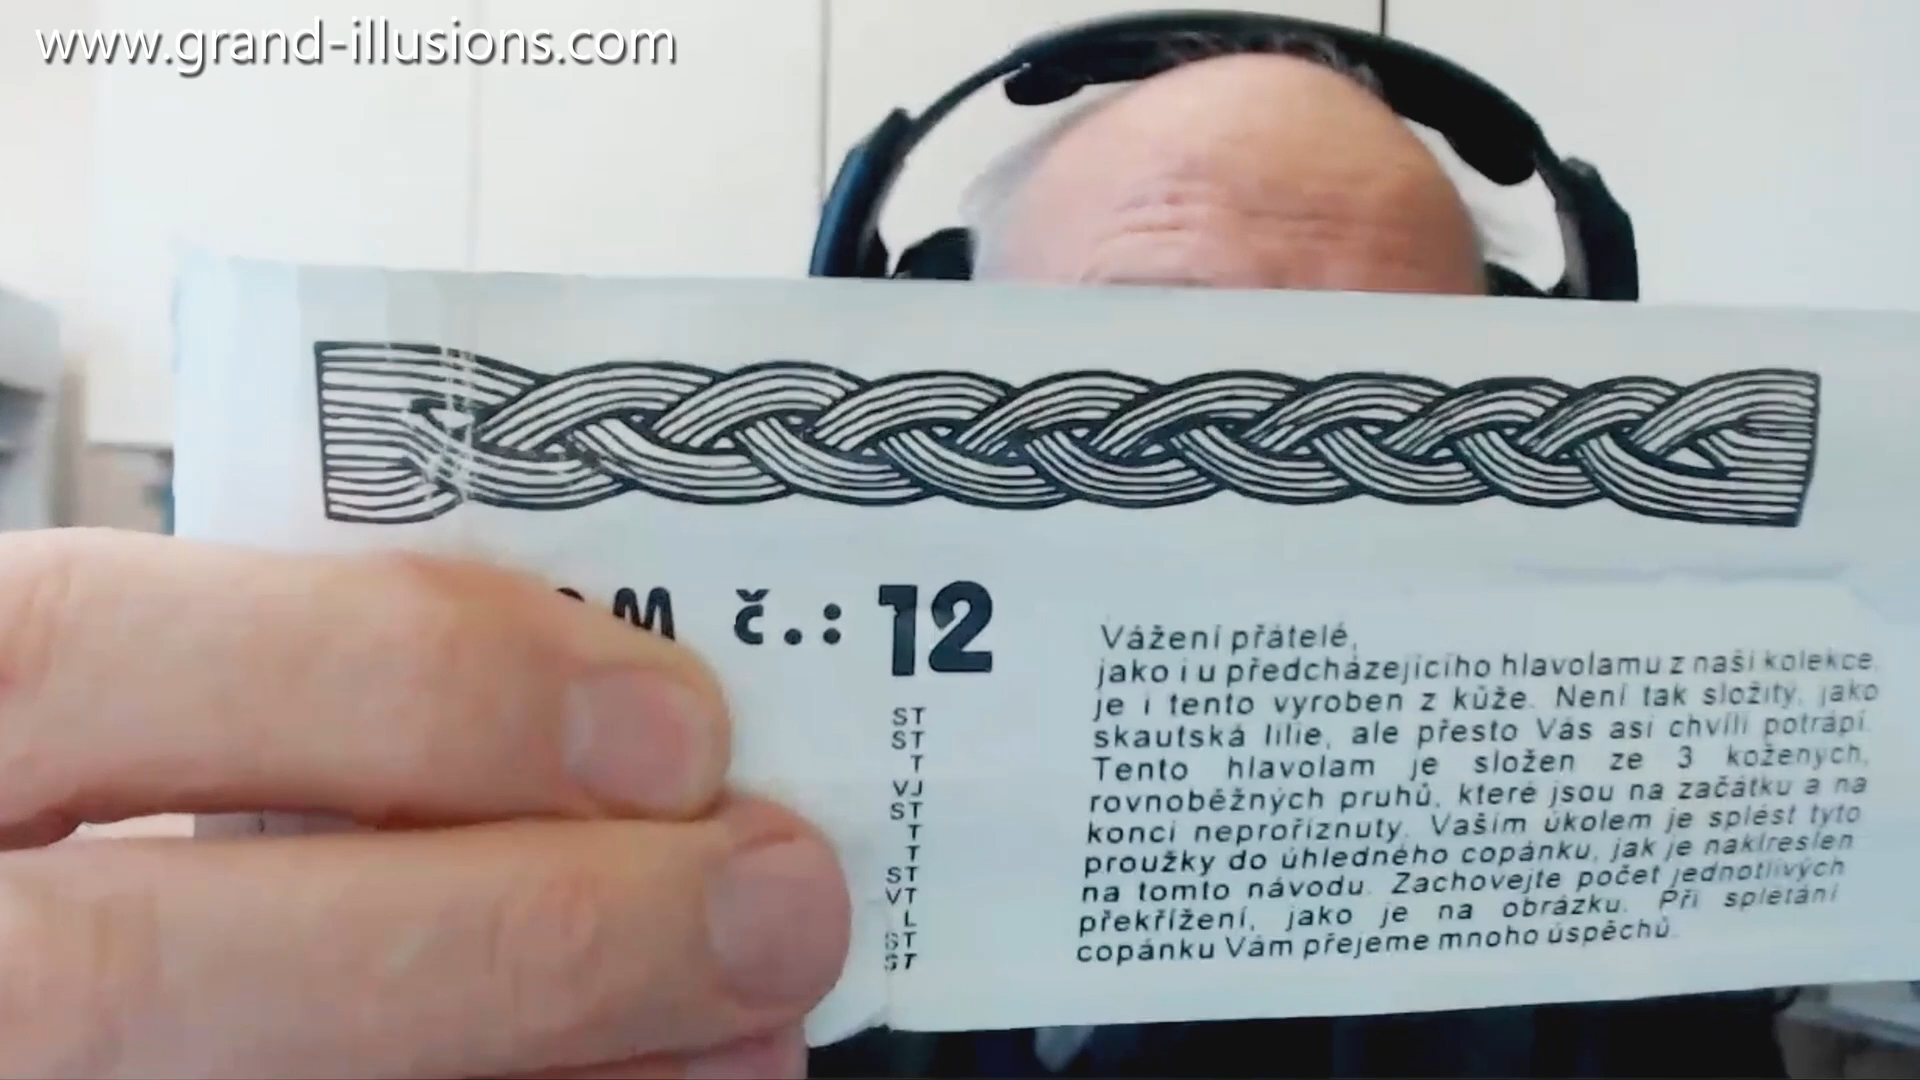 www.grand-illusions.com
M č.: 12
ST
ST
T
VJ
ST
T
T
ST
VT
L
ST
ST
Vážení přátelé,
jako i u předcházejícího hlavolamu z naší kolekce,
je i tento vyroben z kůže. Není tak složitý, jako
skautská lilie, ale přesto Vás asi chvíli potrápí.
Tento hlavolam je složen ze 3 kožených,
rovnoběžných pruhů, které jsou na začátku a na
konci neproříznuty. Vaším úkolem je splést tyto
proužky do úhledného copánku, jak je nakreslen
na tomto návodu. Zachovejte počet jednotlivých
překřížení, jako je na obrázku. Při splétání
copánku Vám přejeme mnoho úspěchů.